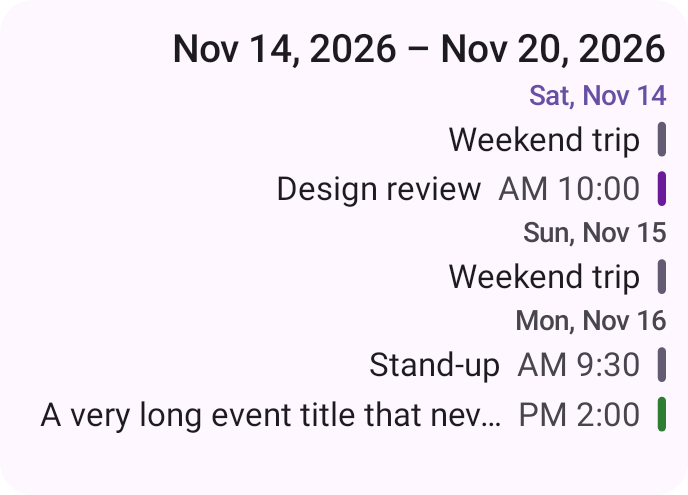 Nov 14, 2026 – Nov 20, 2026
Sat, Nov 14
Weekend trip
Design review AM 10:00
Sun, Nov 15
Weekend trip
Mon, Nov 16
Stand-up AM 9:30
A very long event title that nev… PM 2:00